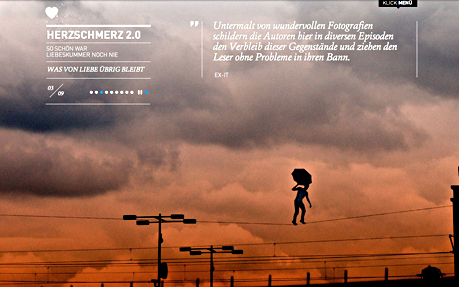 KLICK MENÜ
HERZSCHMERZ 2.0
SO SCHÖN WAR
LIEBESKUMMER NOCH NIE
WAS VON LIEBE ÜBRIG BLEIBT
03/09
"Untermalt von wundervollen Fotografien
schildern die Autoren hier in diversen Episoden
den Verbleib dieser Gegenstände und ziehen den
Leser ohne Probleme in ihren Bann.
EX-IT